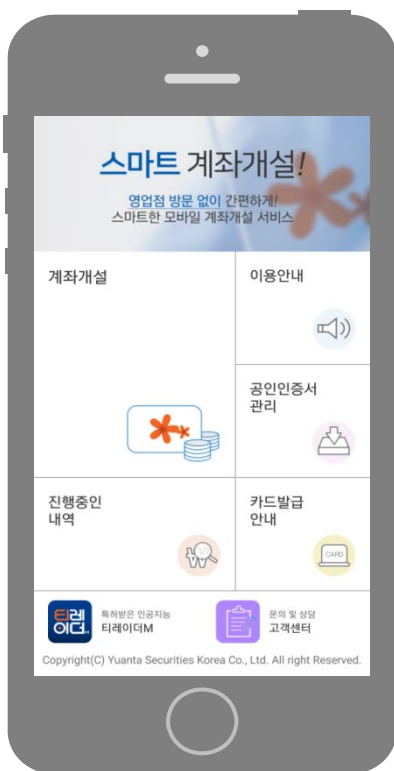 스마트 계좌개설!
영업점 방문 없이 간편하게!
스마트한 모바일 계좌개설 서비스
계좌개설
이용안내
공인인증서
관리
진행중인
내역
카드발급
안내
CARD
티레이더
특허받은 인공지능
티레이더M
문의 및 상담
고객센터
Copyright(C) Yuanta Securities Korea Co., Ltd. All right Reserved.